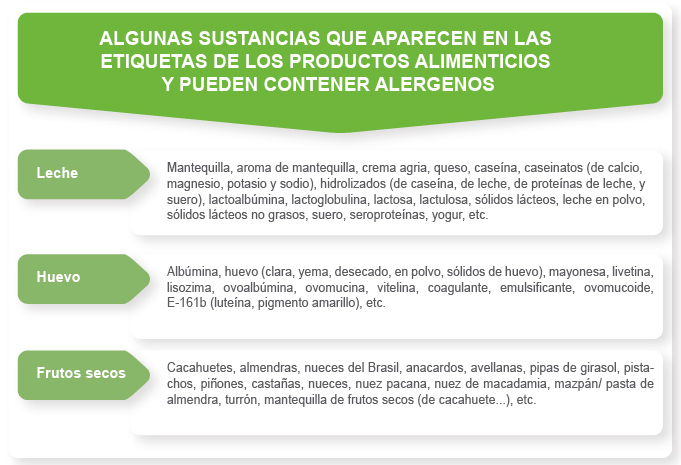 ALGUNAS SUSTANCIAS QUE APARECEN EN LAS
ETIQUETAS DE LOS PRODUCTOS ALIMENTICIOS
Y PUEDEN CONTENER ALERGENOS
Leche
Mantequilla, aroma de mantequilla, crema agria, queso, caseína, caseinatos (de calcio,
magnesio, potasio y sodio), hidrolizados (de caseína, de leche, de proteínas de leche, y
suero), lactoalbúmina, lactoglobulina, lactosa, lactulosa, sólidos lácteos, leche en polvo,
sólidos lácteos no grasos, suero, seroproteínas, yogur, etc.
Huevo
Albúmina, huevo (clara, yema, desecado, en polvo, sólidos de huevo), mayonesa, livetina,
lisozima, ovoalbúmina, ovomucina, vitelina, coagulante, emulsificante, ovomucoide,
E-161b (luteína, pigmento amarillo), etc.
Frutos secos
Cacahuetes, almendras, nueces del Brasil, anacardos, avellanas, pipas de girasol, pista-
chos, piñones, castañas, nueces, nuez pacana, nuez de macadamia, mazpán/ pasta de
almendra, turrón, mantequilla de frutos secos (de cacahuete...), etc.